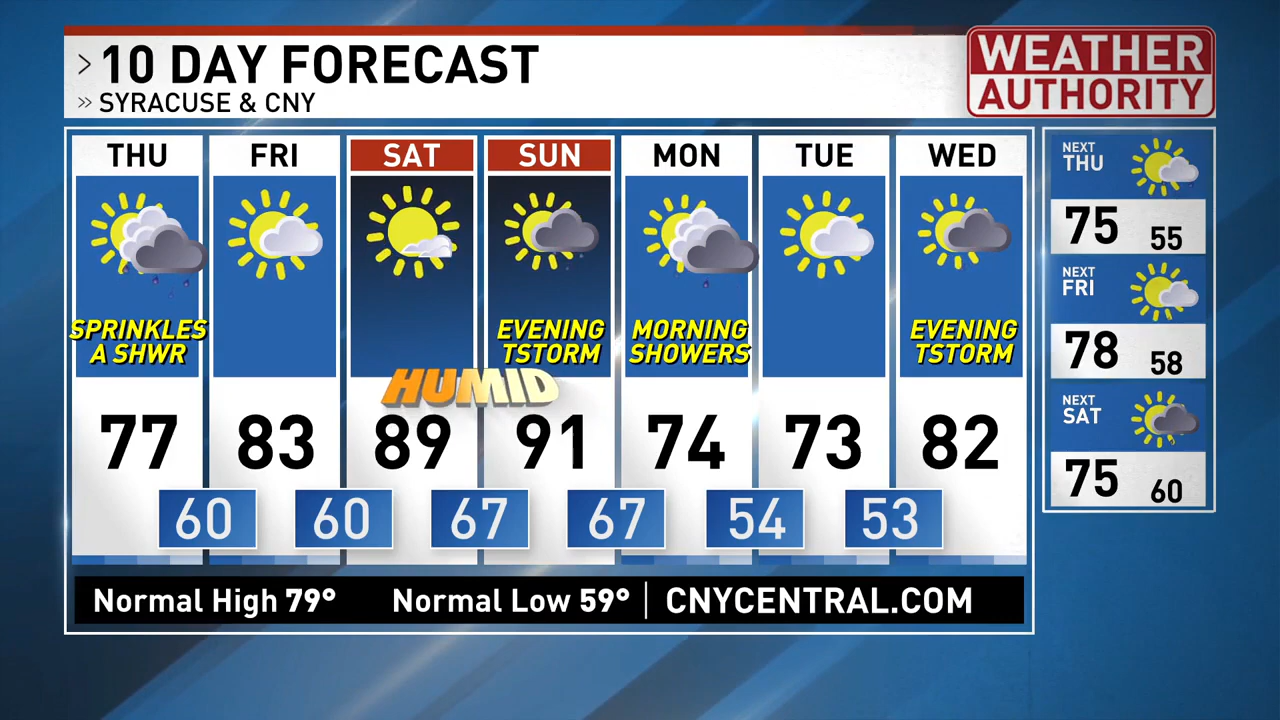 > 10 DAY FORECAST
» SYRACUSE & CNY
WEATHER
AUTHORITY
THU
FRI
SAT
SUN
MON
TUE
WED
SPRINKLES
A SHWR
EVENING
TSTORM
MORNING
SHOWERS
EVENING
TSTORM
HUMID
77
83
89
91
74
73
82
60
60
67
67
54
53
NEXT
THU
75 55
NEXT
FRI
78 58
NEXT
SAT
75 60
Normal High 79° Normal Low 59° | CNYCENTRAL.COM